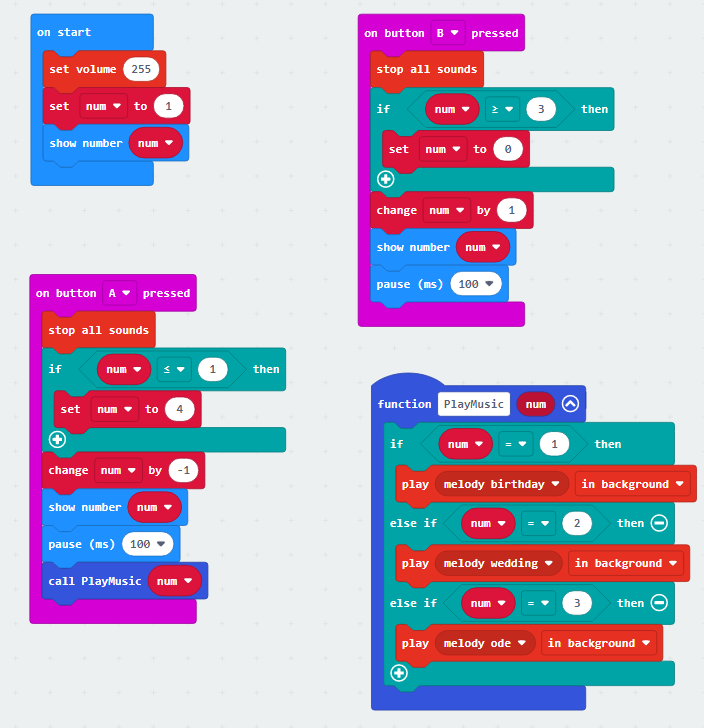 on start
set volume 255
set num to 1
show number num
on button B pressed
stop all sounds
if num ≥ 3 then
set num to 0
change num by 1
show number num
pause (ms) 100
on button A pressed
stop all sounds
if num ≤ 1 then
set num to 4
change num by -1
show number num
pause (ms) 100
call PlayMusic num
function PlayMusic num
if num = 1 then
play melody birthday in background
else if num = 2 then
play melody wedding in background
else if num = 3 then
play melody ode in background